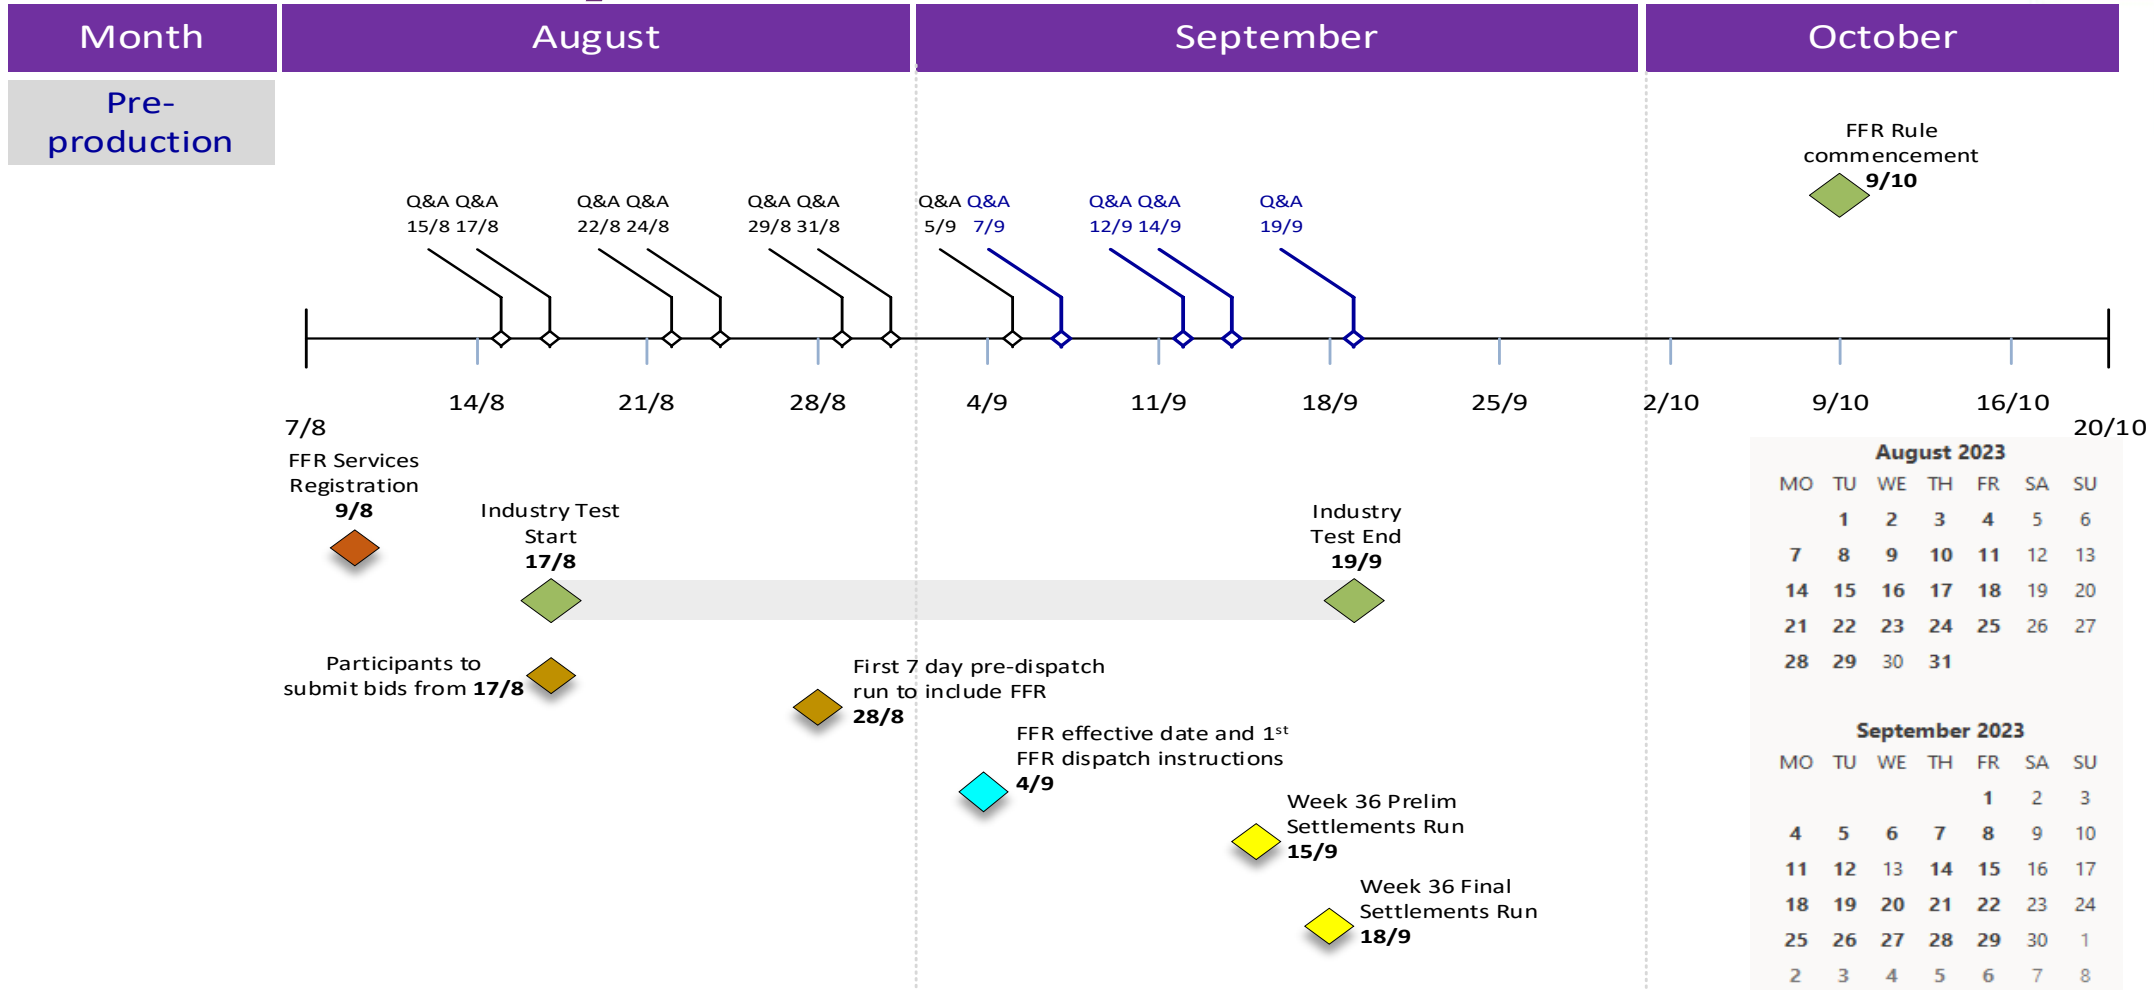 Month August September October
Pre-
production
FFR Rule
commencement
9/10
Q&A Q&A Q&A Q&A Q&A Q&A Q&A Q&A Q&A Q&A Q&A
15/8 17/8 22/8 24/8 29/8 31/8 5/9 7/9 12/9 14/9 19/9
14/8 21/8 28/8 4/9 11/9 18/9 25/9 2/10 9/10 16/10
7/8 20/10
FFR Services
Registration
9/8
Industry Test
Start
17/8
Industry
Test End
19/9
Participants to
submit bids from 17/8
First 7 day pre-dispatch
run to include FFR
28/8
FFR effective date and 1st
FFR dispatch instructions
4/9
Week 36 Prelim
Settlements Run
15/9
Week 36 Final
Settlements Run
18/9
August 2023
MO TU WE TH FR SA SU
1 2 3 4 5 6
7 8 9 10 11 12 13
14 15 16 17 18 19 20
21 22 23 24 25 26 27
28 29 30 31
September 2023
MO TU WE TH FR SA SU
1 2 3
4 5 6 7 8 9 10
11 12 13 14 15 16 17
18 19 20 21 22 23 24
25 26 27 28 29 30 1
2 3 4 5 6 7 8